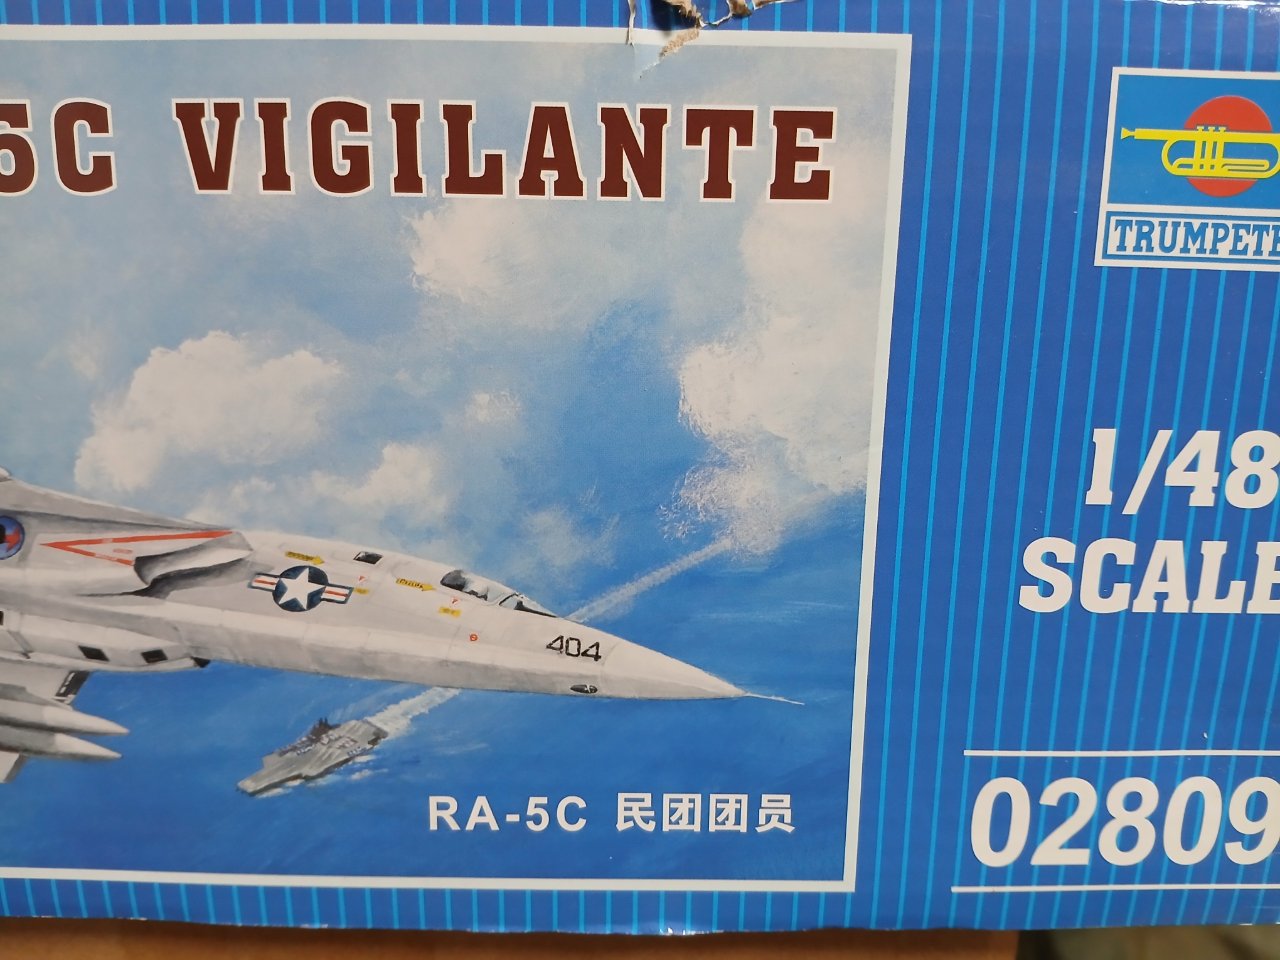 5C VIGILANTE
TRUMPETE
1/48
SCALE
404
RA-5C 民团团员
02809